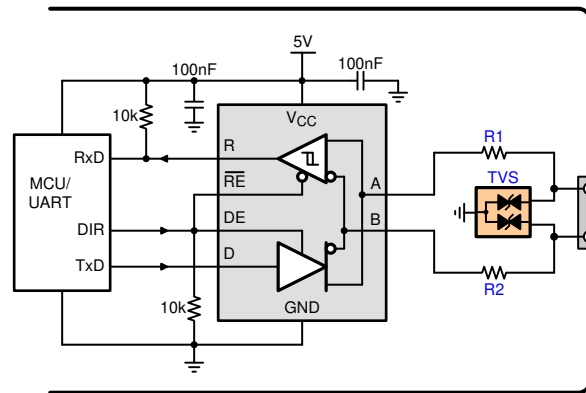 5V
100nF
100nF
10k
VCC
R1
RxD
R
TVS
MCU/
UART
RE
A
DIR
DE
B
TxD
D
10k
GND
R2